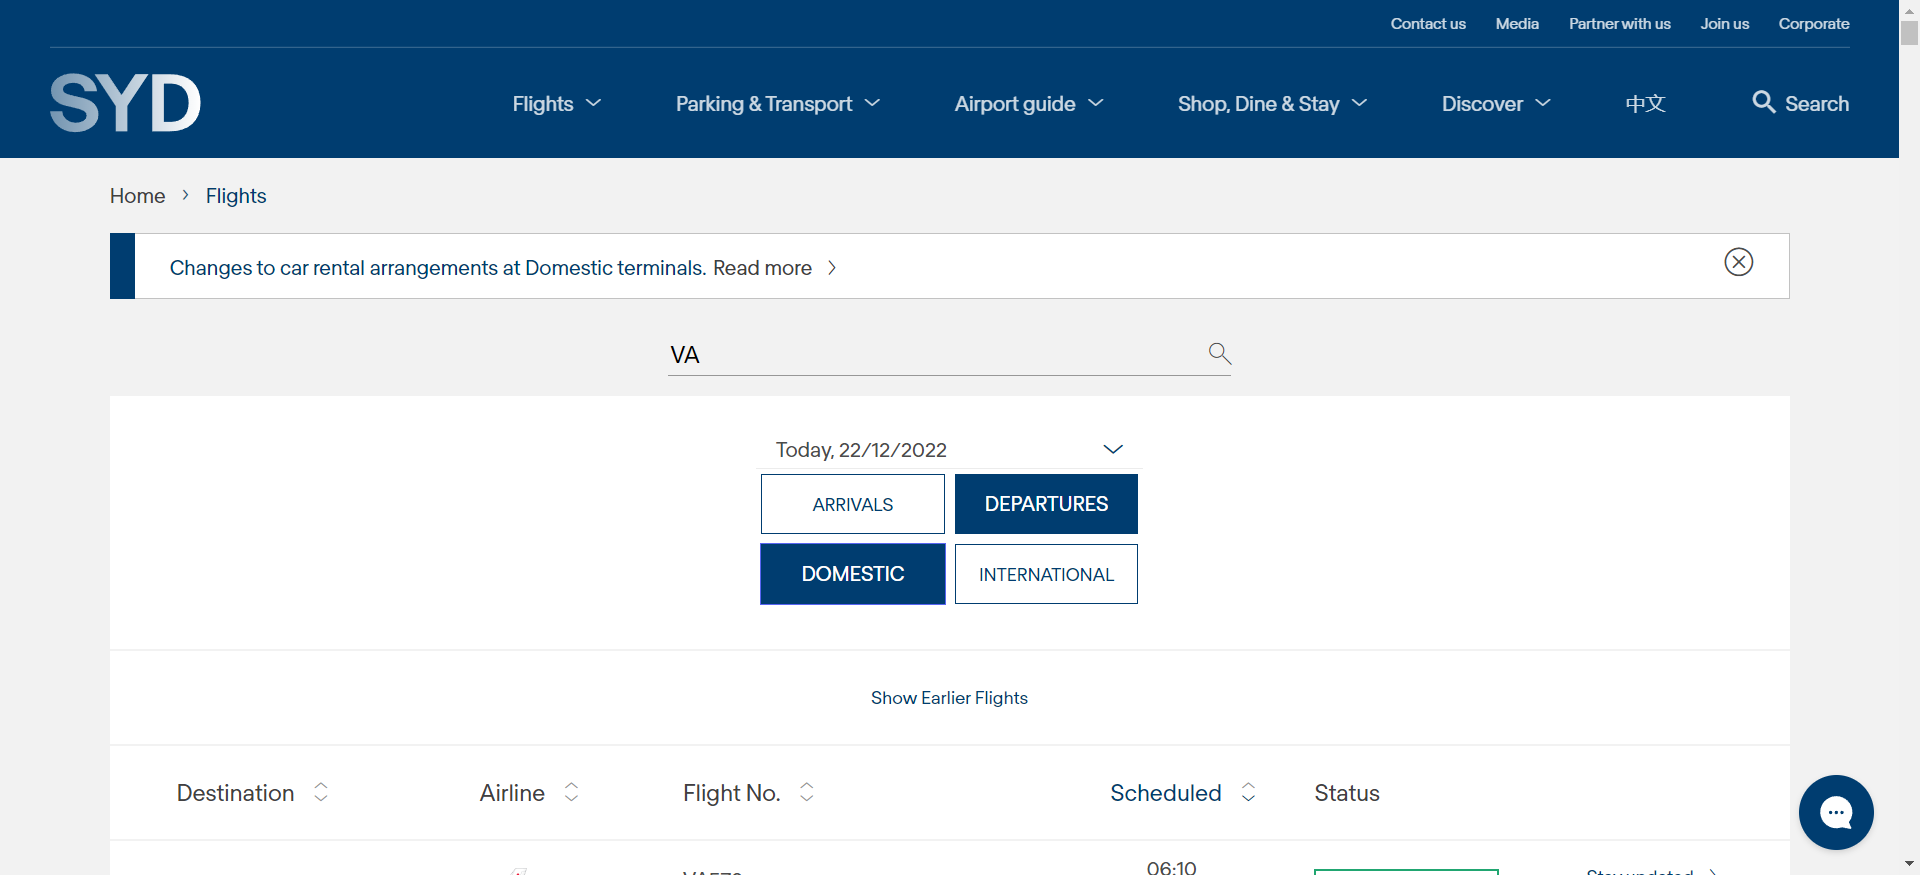 Contact us Media Partner with us Join us Corporate
SYD Flights Parking & Transport Airport guide Shop, Dine & Stay Discover 中文 Search
Home > Flights
Changes to car rental arrangements at Domestic terminals. Read more >
VA
Today, 22/12/2022
ARRIVALS DEPARTURES
DOMESTIC INTERNATIONAL
Show Earlier Flights
Destination Airline Flight No. Scheduled Status
06:10
Stay updated